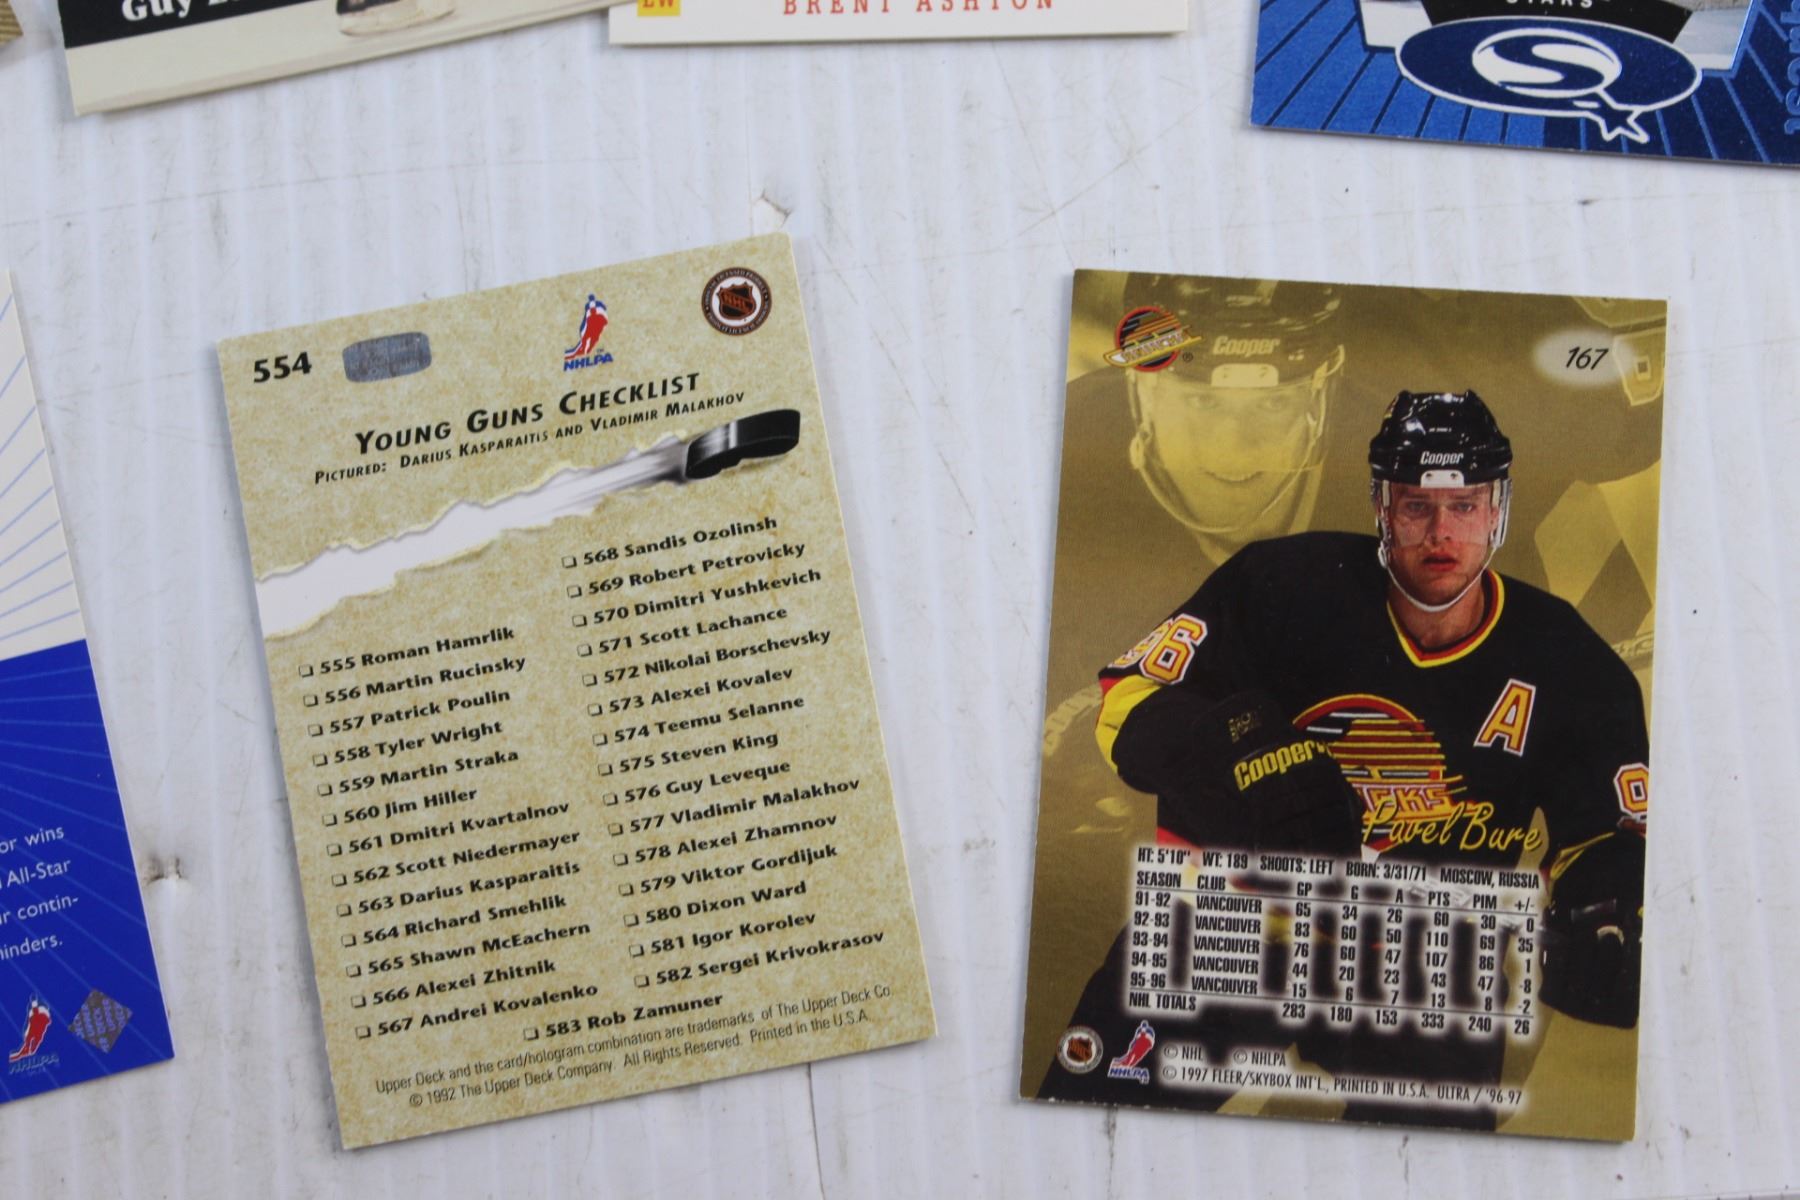 Guy
EW
BRENT ASHTON
STARS
or wins
All-Star
r contin-
inders.
NHLPA
554
NHLPA
NHL
YOUNG GUNS CHECKLIST
PICTURED: DARIUS KASPARAITIS AND VLADIMIR MALAKHOV
555 Roman Hamrlik
556 Martin Rucinsky
557 Patrick Poulin
558 Tyler Wright
559 Martin Straka
560 Jim Hiller
561 Dmitri Kvartalnov
562 Scott Niedermayer
563 Darius Kasparaitis
564 Richard Smehlik
565 Shawn McEachern
566 Alexei Zhitnik
567 Andrei Kovalenko
568 Sandis Ozolinsh
569 Robert Petrovicky
570 Dimitri Yushkevich
571 Scott Lachance
572 Nikolai Borschevsky
573 Alexei Kovalev
574 Teemu Selanne
575 Steven King
576 Guy Leveque
577 Vladimir Malakhov
578 Alexei Zhamnov
579 Viktor Gordijuk
580 Dixon Ward
581 Igor Korolev
582 Sergei Krivokrasov
583 Rob Zamuner
Upper Deck and the card/hologram combination are trademarks of The Upper Deck Co.
© 1992 The Upper Deck Company. All Rights Reserved. Printed in the U.S.A.
167
Cooper
Cooper
96
A
Cooper
9
Pavel Bure
HT: 5'10" WT: 189 SHOOTS: LEFT BORN: 3/31/71 MOSCOW, RUSSIA
SEASON CLUB GP G A PTS PIM +/-
91-92 VANCOUVER 65 34 26 60 30 0
92-93 VANCOUVER 83 60 50 110 69 35
93-94 VANCOUVER 76 60 47 107 86 1
94-95 VANCOUVER 44 20 23 43 47 -8
95-96 VANCOUVER 15 6 7 13 8 -2
NHL TOTALS 283 180 153 333 240 26
NHLPA
© NHL © NHLPA
© 1997 FLEER/SKYBOX INT'L., PRINTED IN U.S.A. ULTRA / '96-97